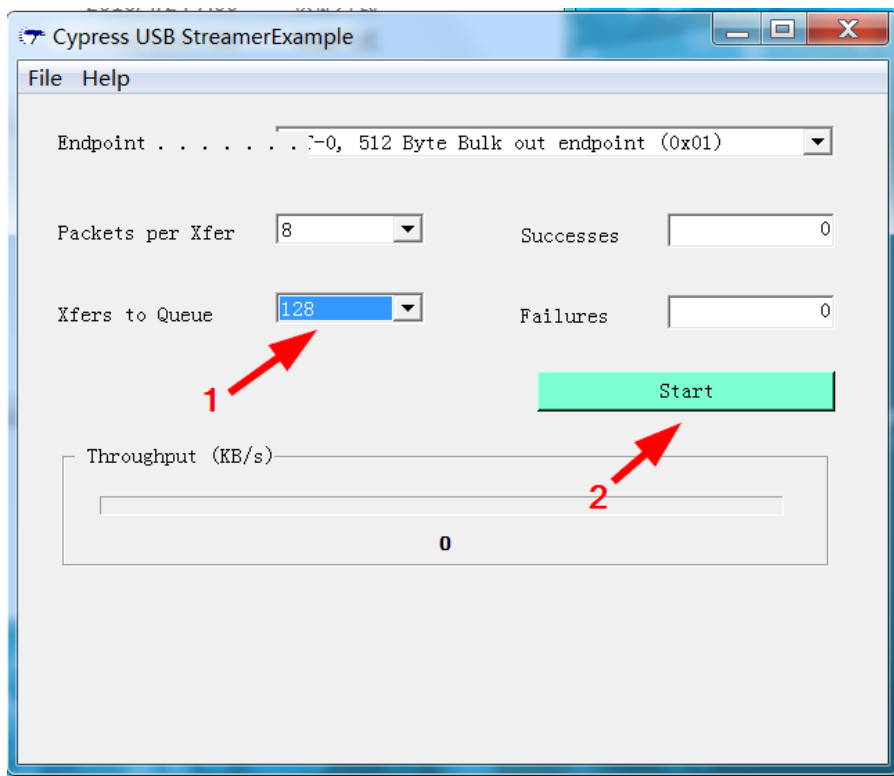 Cypress USB StreamerExample
File Help
Endpoint . . . . . . . . T-0, 512 Byte Bulk out endpoint (0x01)
Packets per Xfer 8 Successes 0
Xfers to Queue 128 Failures 0
1
Start
Throughput (KB/s)
2
0